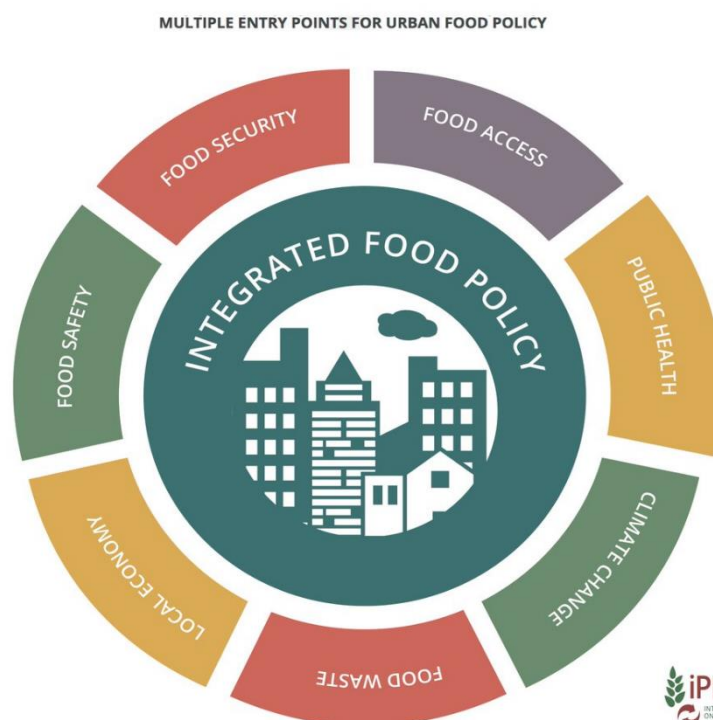 MULTIPLE ENTRY POINTS FOR URBAN FOOD POLICY
FOOD SECURITY
FOOD ACCESS
PUBLIC HEALTH
CLIMATE CHANGE
FOOD WASTE
LOCAL ECONOMY
FOOD SAFETY
INTEGRATED FOOD POLICY